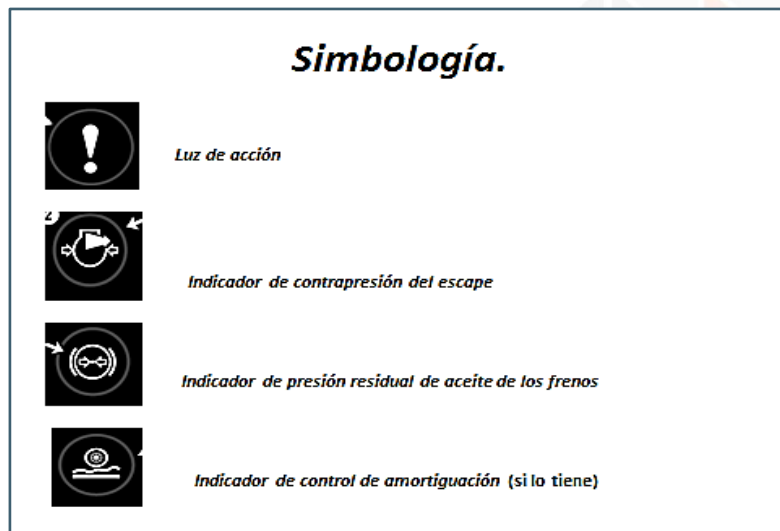 Simbología.
Luz de acción
2
Indicador de contrapresión del escape
Indicador de presión residual de aceite de los frenos
Indicador de control de amortiguación (si lo tiene)